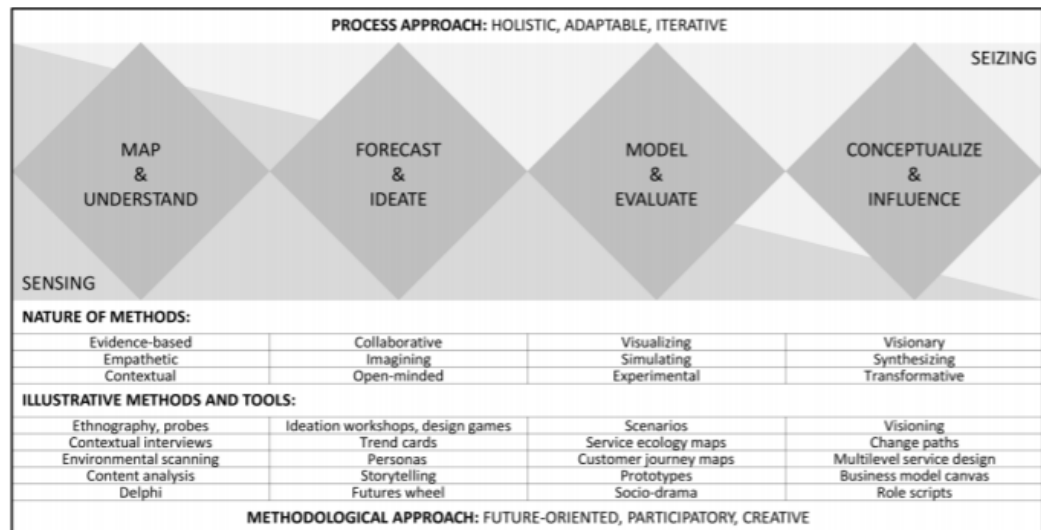 PROCESS APPROACH: HOLISTIC, ADAPTABLE, ITERATIVE
SEIZING
MAP
&
UNDERSTAND
FORECAST
&
IDEATE
MODEL
&
EVALUATE
CONCEPTUALIZE
&
INFLUENCE
SENSING
NATURE OF METHODS:
Evidence-based Collaborative Visualizing Visionary
Empathetic Imagining Simulating Synthesizing
Contextual Open-minded Experimental Transformative
ILLUSTRATIVE METHODS AND TOOLS:
Ethnography, probes Ideation workshops, design games Scenarios Visioning
Contextual interviews Trend cards Service ecology maps Change paths
Environmental scanning Personas Customer journey maps Multilevel service design
Content analysis Storytelling Prototypes Business model canvas
Delphi Futures wheel Socio-drama Role scripts
METHODOLOGICAL APPROACH: FUTURE-ORIENTED, PARTICIPATORY, CREATIVE